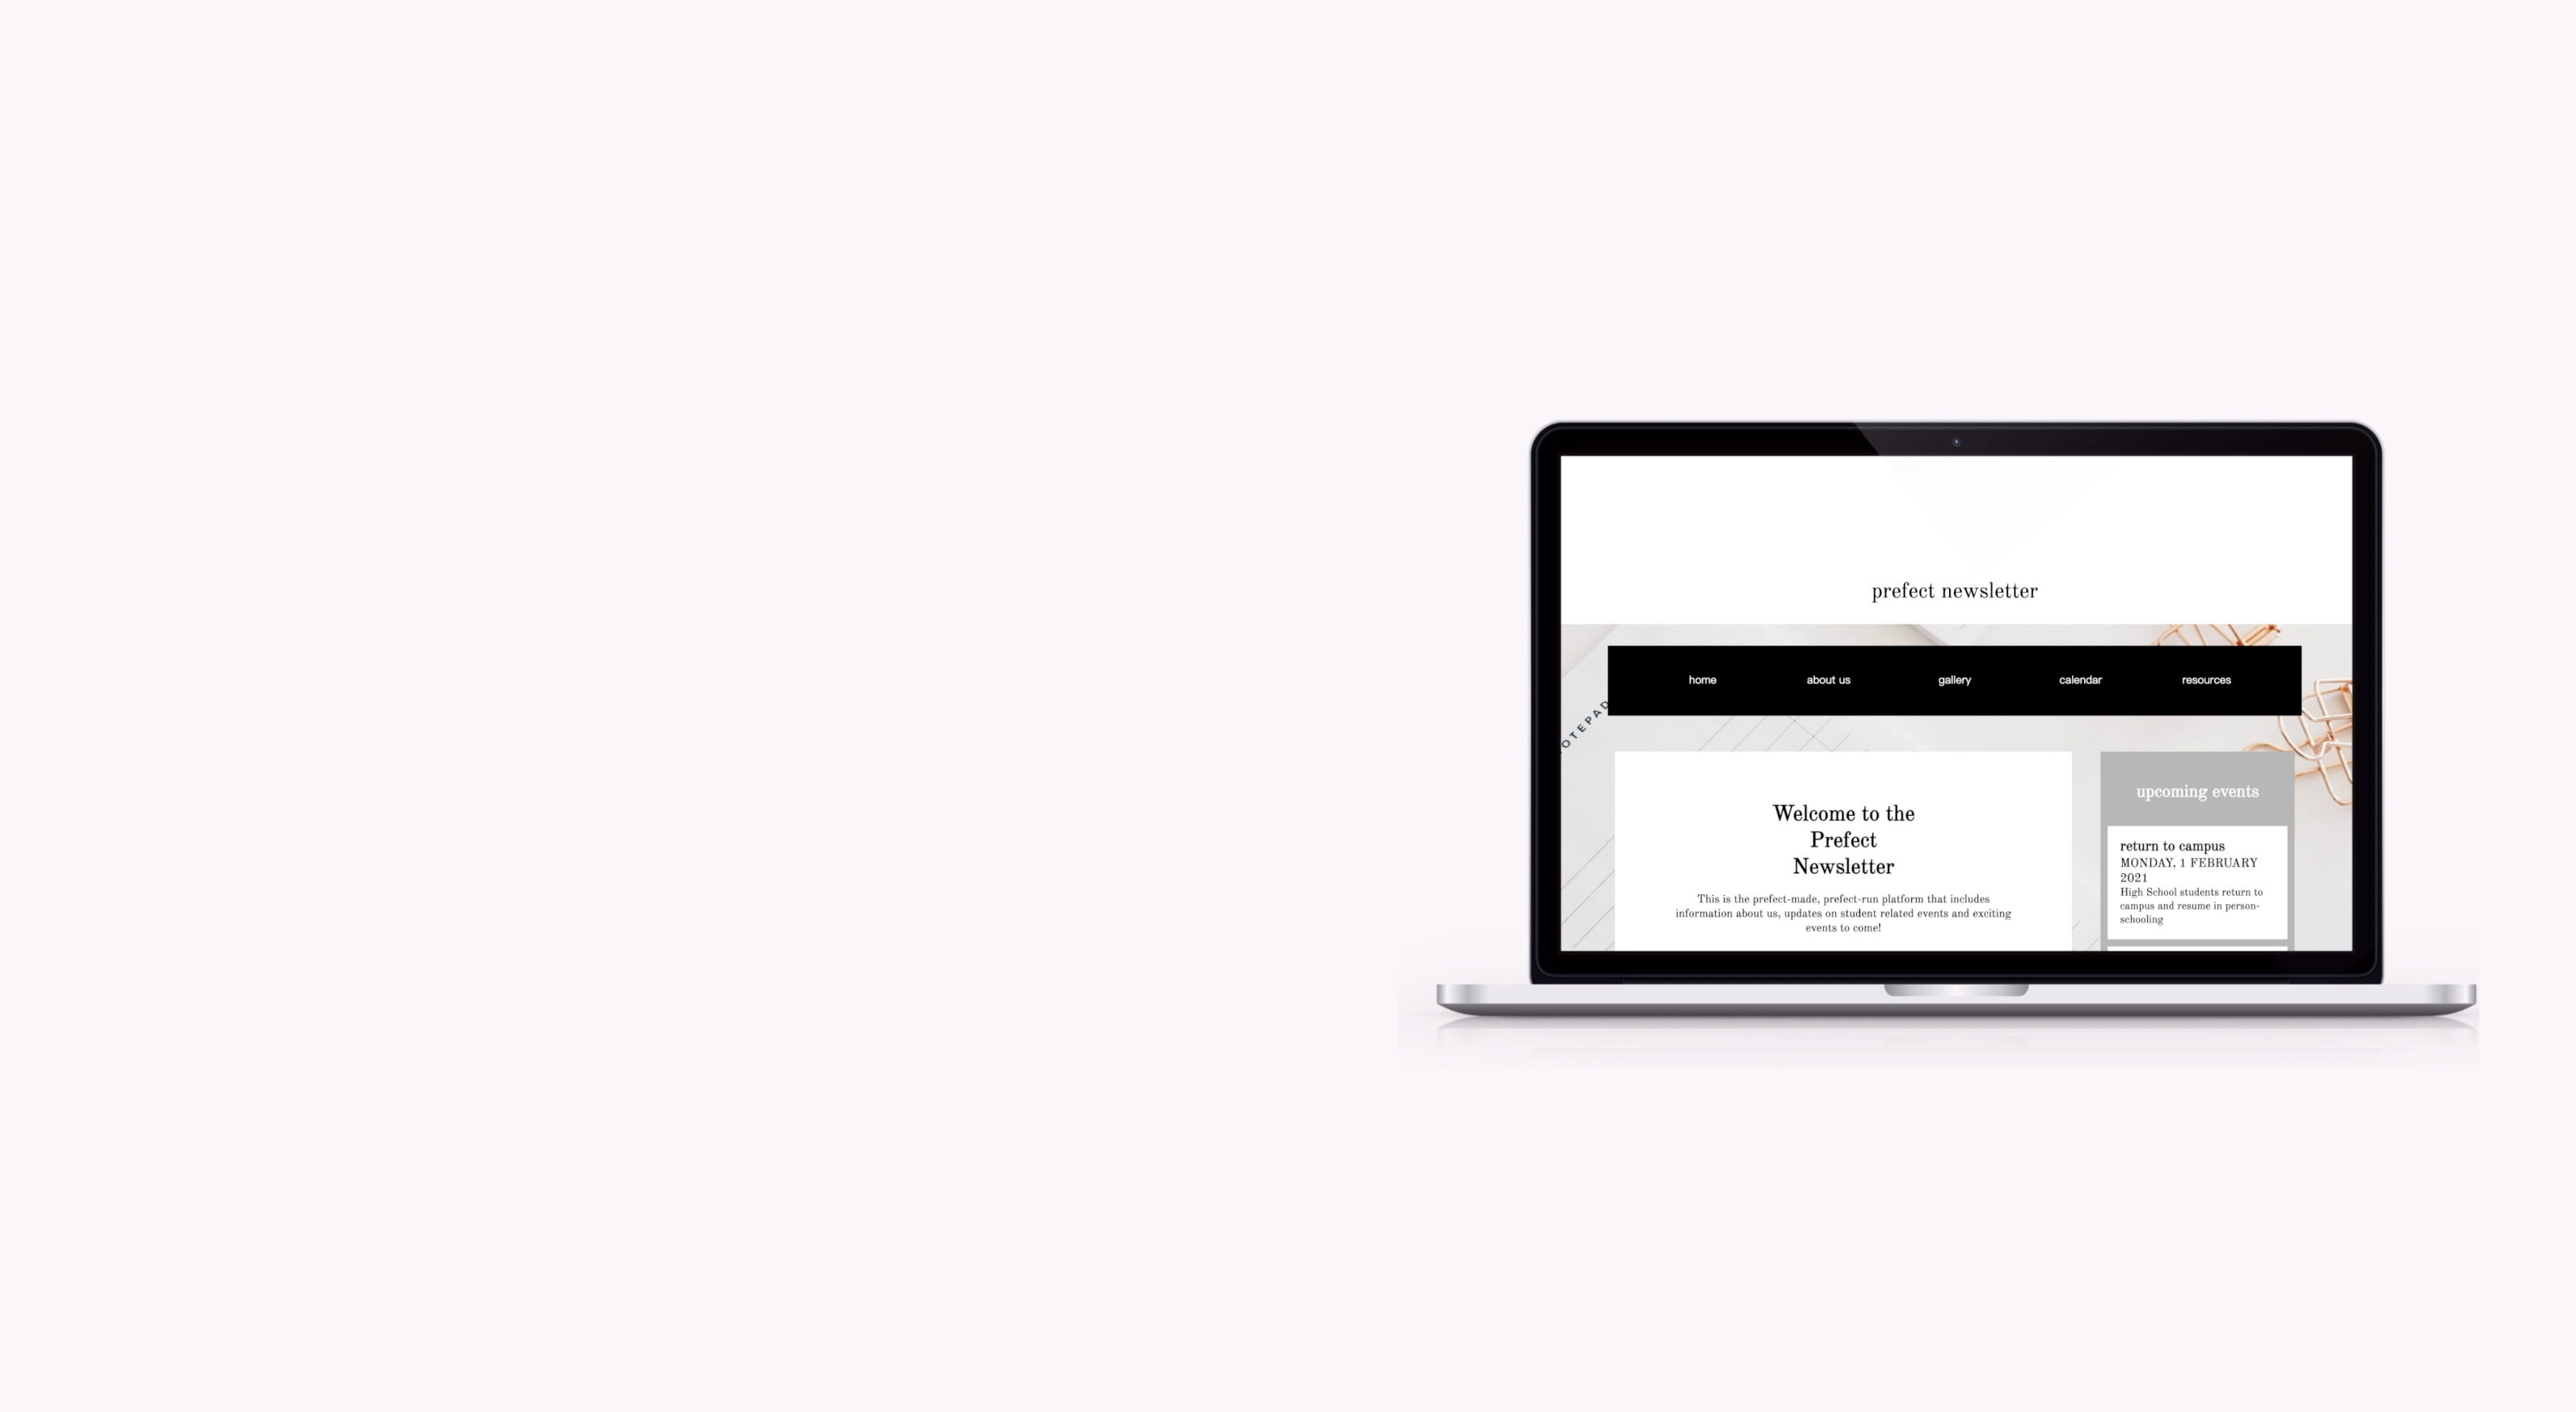 prefect newsletter
home about us gallery calendar resources
OTEPAD
Welcome to the
Prefect
Newsletter
This is the prefect-made, prefect-run platform that includes
information about us, updates on student related events and exciting
events to come!
upcoming events
return to campus
MONDAY, 1 FEBRUARY
2021
High School students return to
campus and resume in person-
schooling